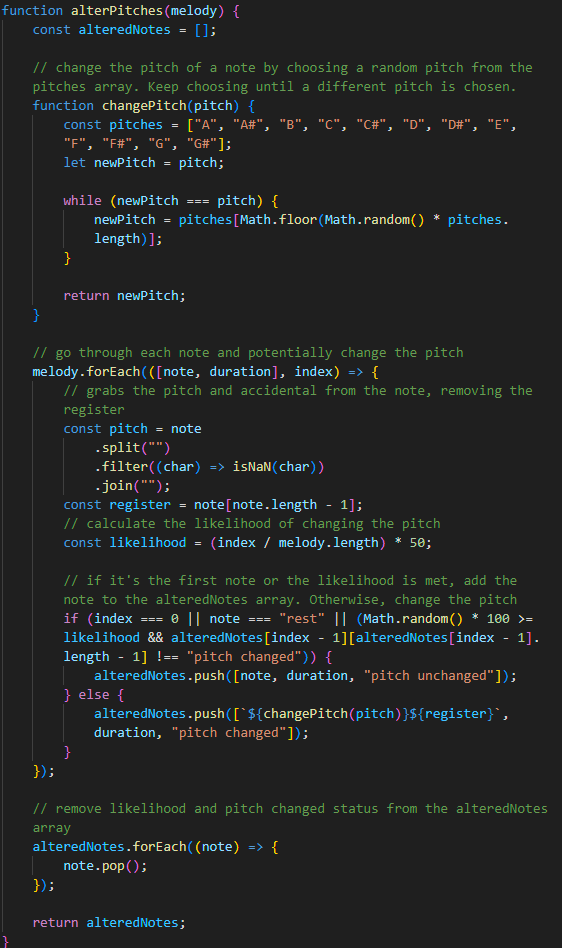 function alterPitches(melody) {
    const alteredNotes = [];

    // change the pitch of a note by choosing a random pitch from the
    pitches array. Keep choosing until a different pitch is chosen.
    function changePitch(pitch) {
        const pitches = ["A", "A#", "B", "C", "C#", "D", "D#", "E",
        "F", "F#", "G", "G#"];
        let newPitch = pitch;

        while (newPitch === pitch) {
            newPitch = pitches[Math.floor(Math.random() * pitches.
            length)];
        }

        return newPitch;
    }

    // go through each note and potentially change the pitch
    melody.forEach(([note, duration], index) => {
        // grabs the pitch and accidental from the note, removing the
        register
        const pitch = note
            .split("")
            .filter((char) => isNaN(char))
            .join("");
        const register = note[note.length - 1];
        // calculate the likelihood of changing the pitch
        const likelihood = (index / melody.length) * 50;

        // if it's the first note or the likelihood is met, add the
        note to the alteredNotes array. Otherwise, change the pitch
        if (index === 0 || note === "rest" || (Math.random() * 100 >=
        likelihood && alteredNotes[index - 1][alteredNotes[index - 1].
        length - 1] !== "pitch changed")) {
            alteredNotes.push([note, duration, "pitch unchanged"]);
        } else {
            alteredNotes.push([`${changePitch(pitch)}${register}`,
            duration, "pitch changed"]);
        }
    });

    // remove likelihood and pitch changed status from the alteredNotes
    array
    alteredNotes.forEach((note) => {
        note.pop();
    });

    return alteredNotes;
}